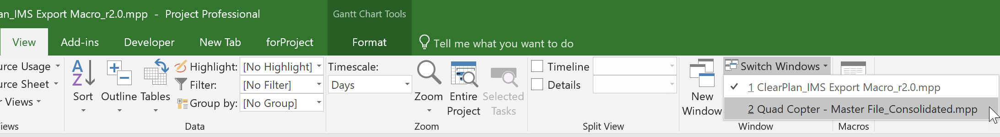 an_IMS Export Macro_r2.0.mpp - Project Professional
Gantt Chart Tools
View Add-ins Developer New Tab forProject Format Tell me what you want to do
urce Usage
urce Sheet
r Views
iews
A
Z
Sort
Outline
Tables
Highlight: [No Highlight]
Filter: [No Filter]
Group by: [No Group]
Data
Timescale:
Days
Zoom
Entire
Project
Selected
Tasks
Zoom
Timeline
Details
Split View
New
Window
Switch Windows
1 ClearPlan_IMS Export Macro_r2.0.mpp
2 Quad Copter - Master File_Consolidated.mpp
Window
Macros